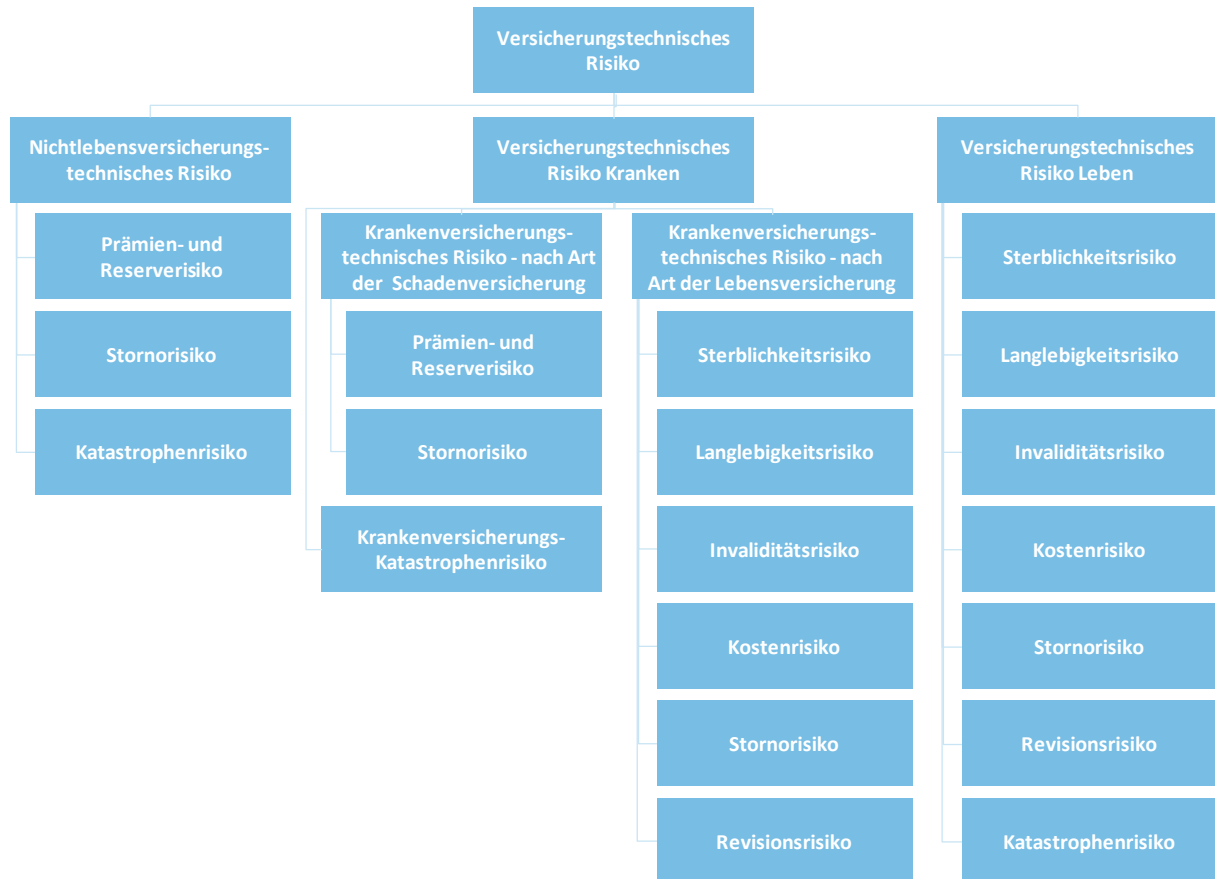 Versicherungstechnisches
Risiko
Nichtlebensversicherungs-
technisches Risiko
Prämien- und
Reserverisiko
Stornorisiko
Katastrophenrisiko
Versicherungstechnisches
Risiko Kranken
Krankenversicherungs-
technisches Risiko - nach Art
der Schadenversicherung
Prämien- und
Reserverisiko
Stornorisiko
Krankenversicherungs-
Katastrophenrisiko
Krankenversicherungs-
technisches Risiko - nach
Art der Lebensversicherung
Sterblichkeitsrisiko
Langlebigkeitsrisiko
Invaliditätsrisiko
Kostenrisiko
Stornorisiko
Revisionsrisiko
Versicherungstechnisches
Risiko Leben
Sterblichkeitsrisiko
Langlebigkeitsrisiko
Invaliditätsrisiko
Kostenrisiko
Stornorisiko
Revisionsrisiko
Katastrophenrisiko